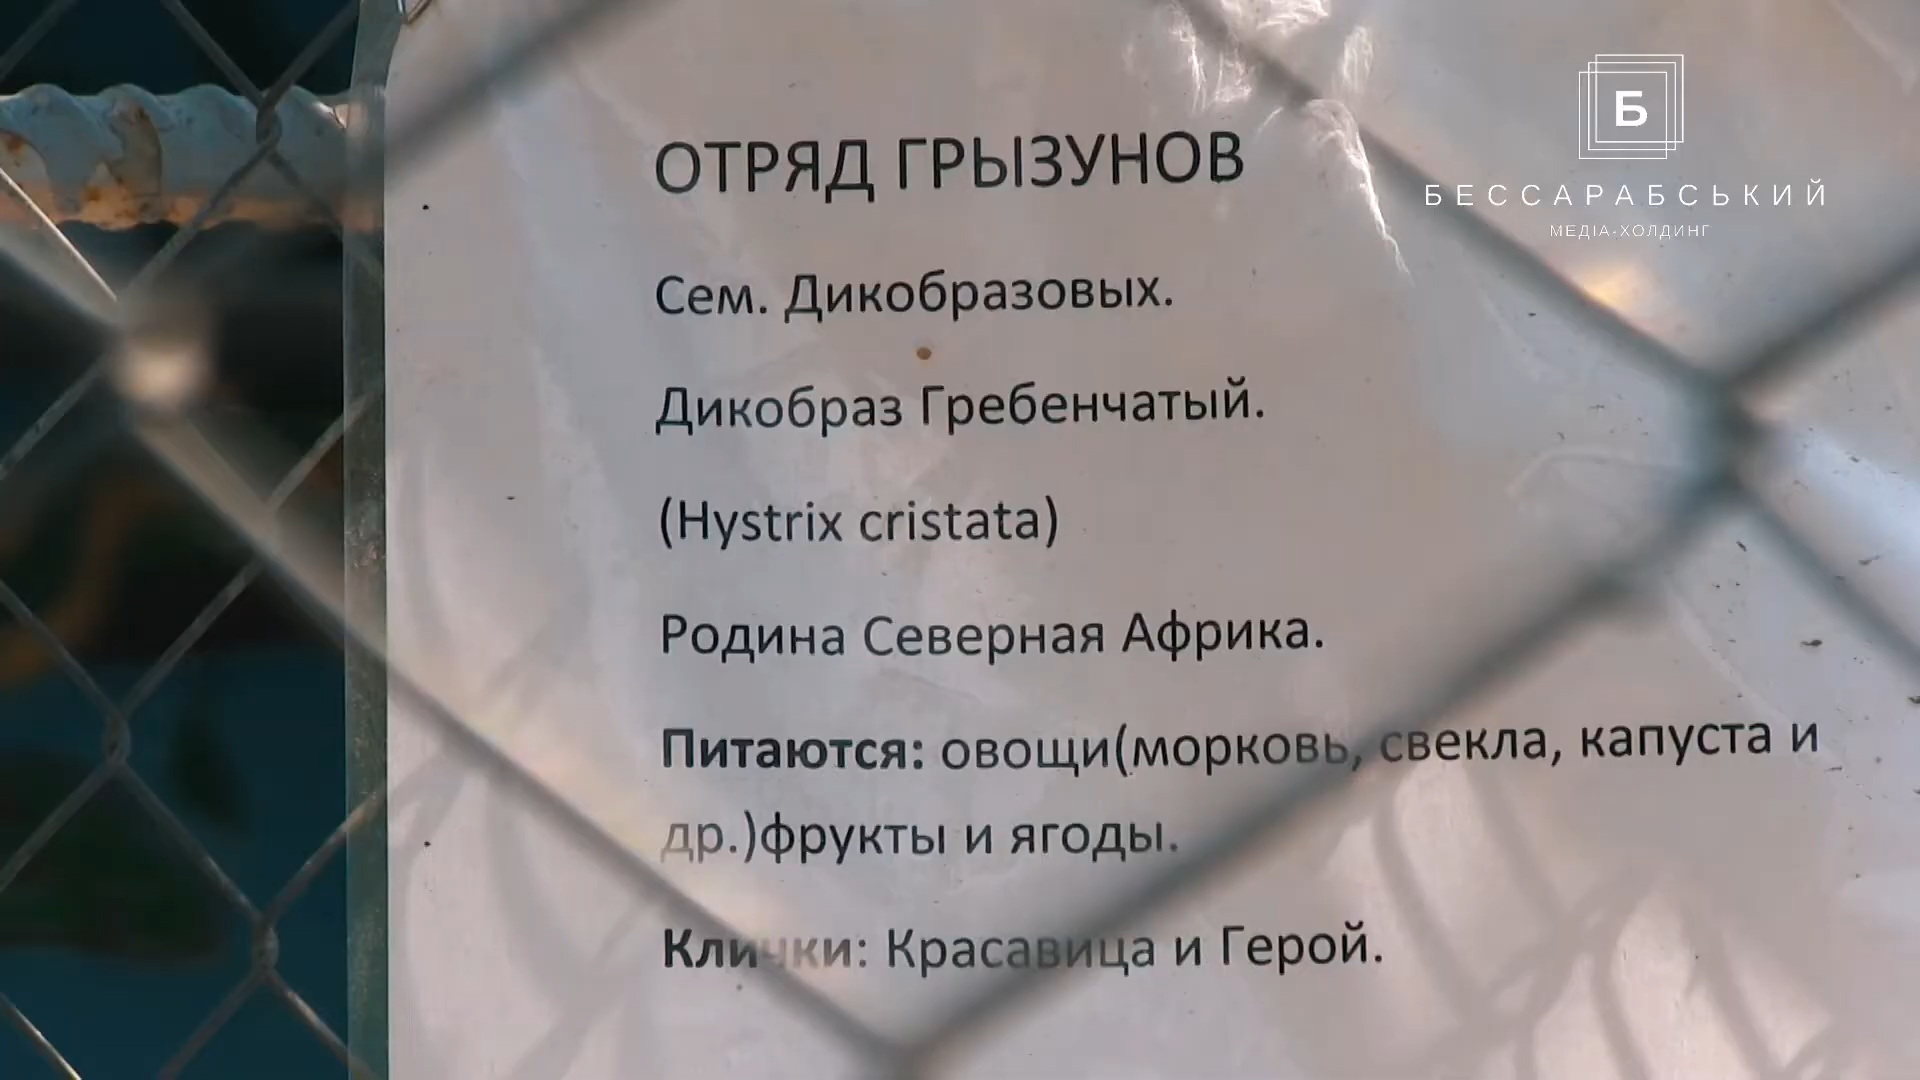 ОТРЯД ГРЫЗУНОВ
Сем. Дикобразовых.
Дикобраз Гребенчатый.
(Hystrix cristata)
Родина Северная Африка.
Питаются: овощи(морковь, свекла, капуста и
др.)фрукты и ягоды.
Клички: Красавица и Герой.
Б
БЕССАРАБСЬКИЙ
МЕДІА-ХОЛДИНГ